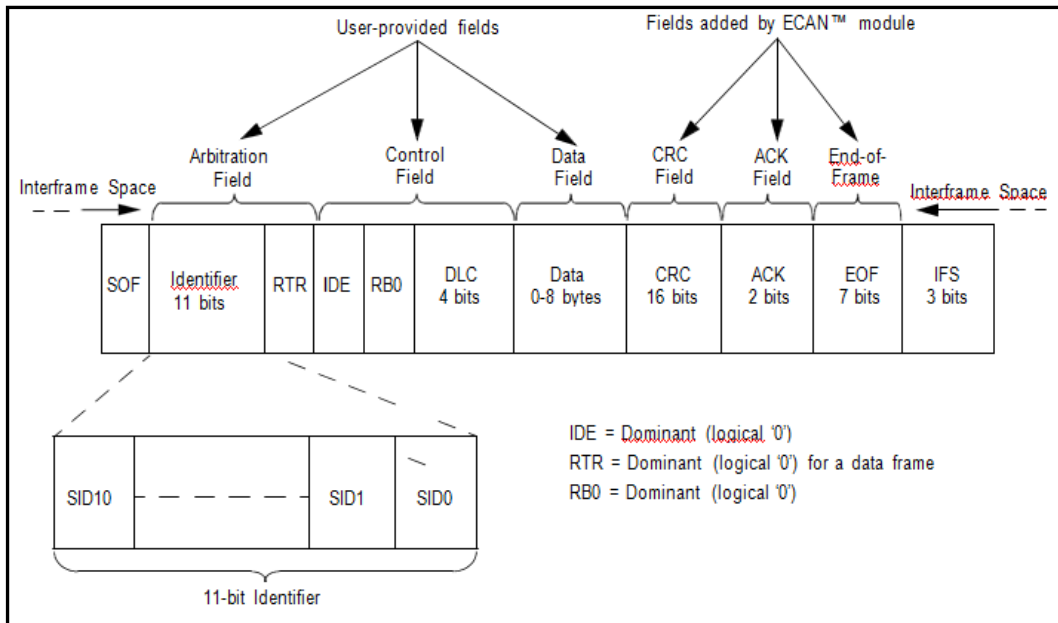 User-provided fields
Fields added by ECAN™ module
Arbitration
Field
Control
Field
Data
Field
CRC
Field
ACK
Field
End-of-
Frame
Interframe Space
Interframe Space
SOF
Identifier
11 bits
RTR
IDE
RB0
DLC
4 bits
Data
0-8 bytes
CRC
16 bits
ACK
2 bits
EOF
7 bits
IFS
3 bits
IDE = Dominant (logical ‘0’)
RTR = Dominant (logical ‘0’) for a data frame
RB0 = Dominant (logical ‘0’)
SID10
SID1
SID0
11-bit Identifier